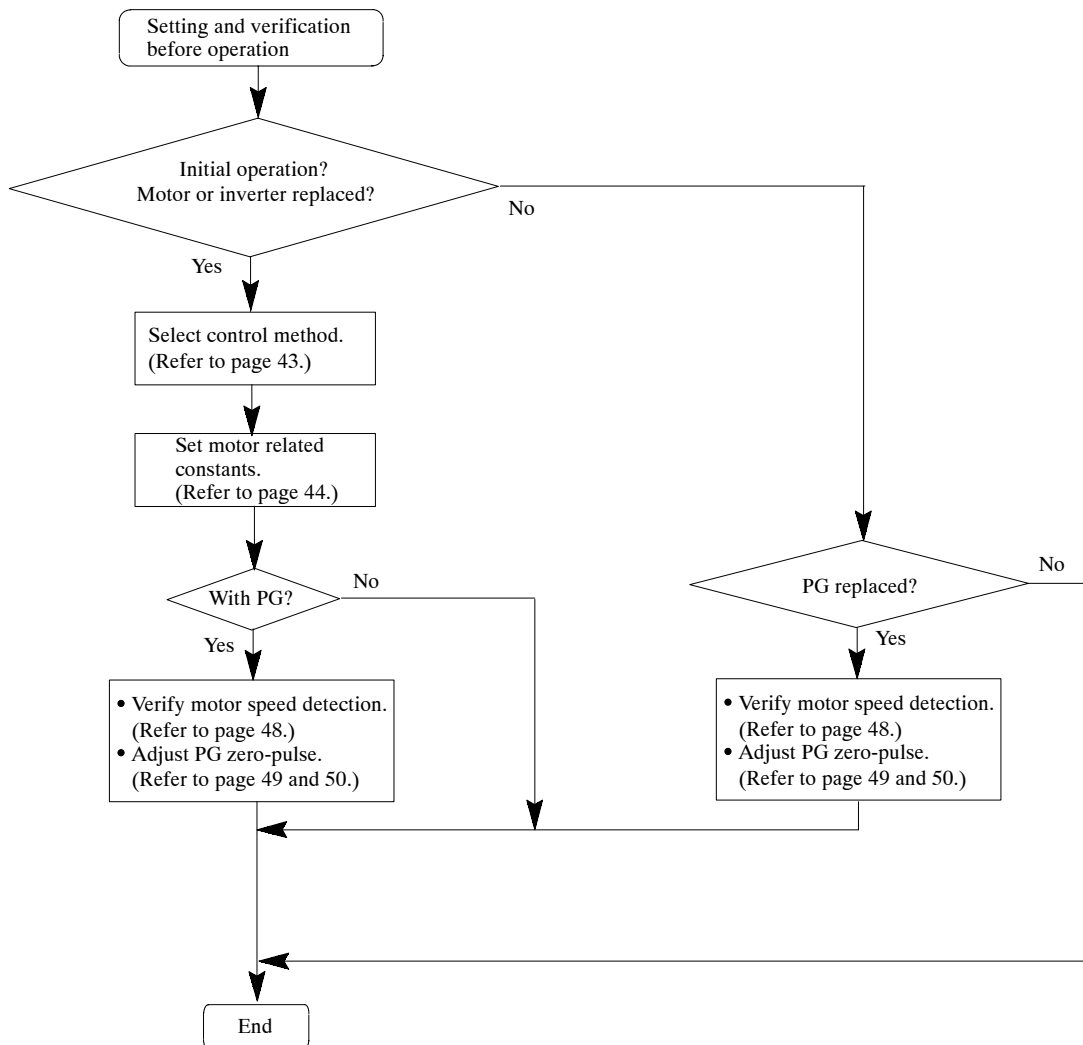 Setting and verification
before operation
Initial operation?
Motor or inverter replaced?
No
Yes
Select control method.
(Refer to page 43.)
Set motor related
constants.
(Refer to page 44.)
With PG?
No
Yes
• Verify motor speed detection.
(Refer to page 48.)
• Adjust PG zero-pulse.
(Refer to page 49 and 50.)
PG replaced?
No
Yes
• Verify motor speed detection.
(Refer to page 48.)
• Adjust PG zero-pulse.
(Refer to page 49 and 50.)
End